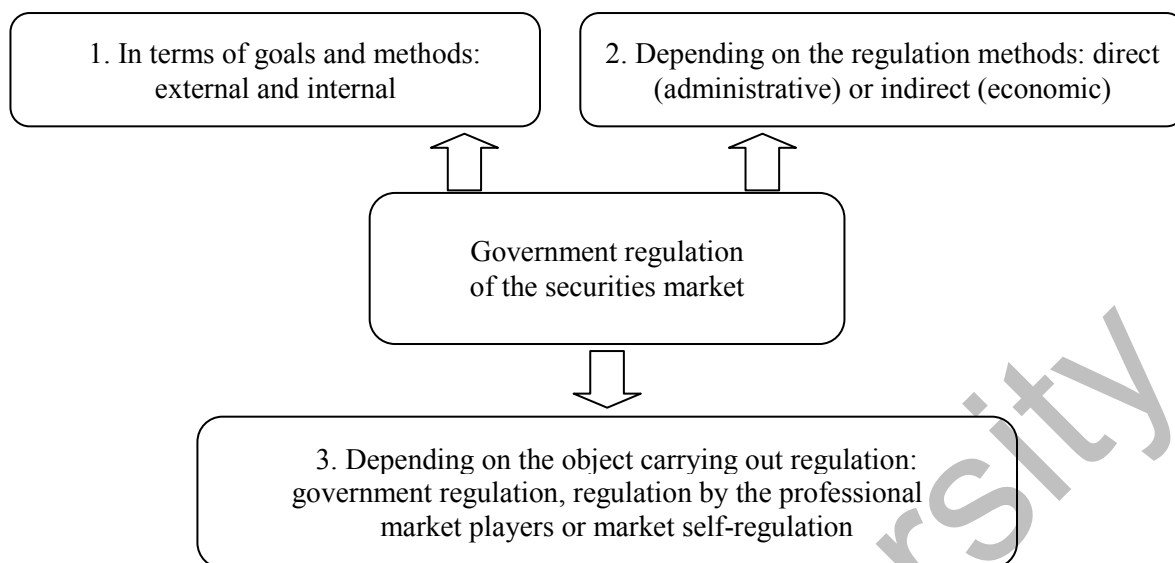 1. In terms of goals and methods:
external and internal
2. Depending on the regulation methods: direct
(administrative) or indirect (economic)
Government regulation
of the securities market
3. Depending on the object carrying out regulation:
government regulation, regulation by the professional
market players or market self-regulation
rsity